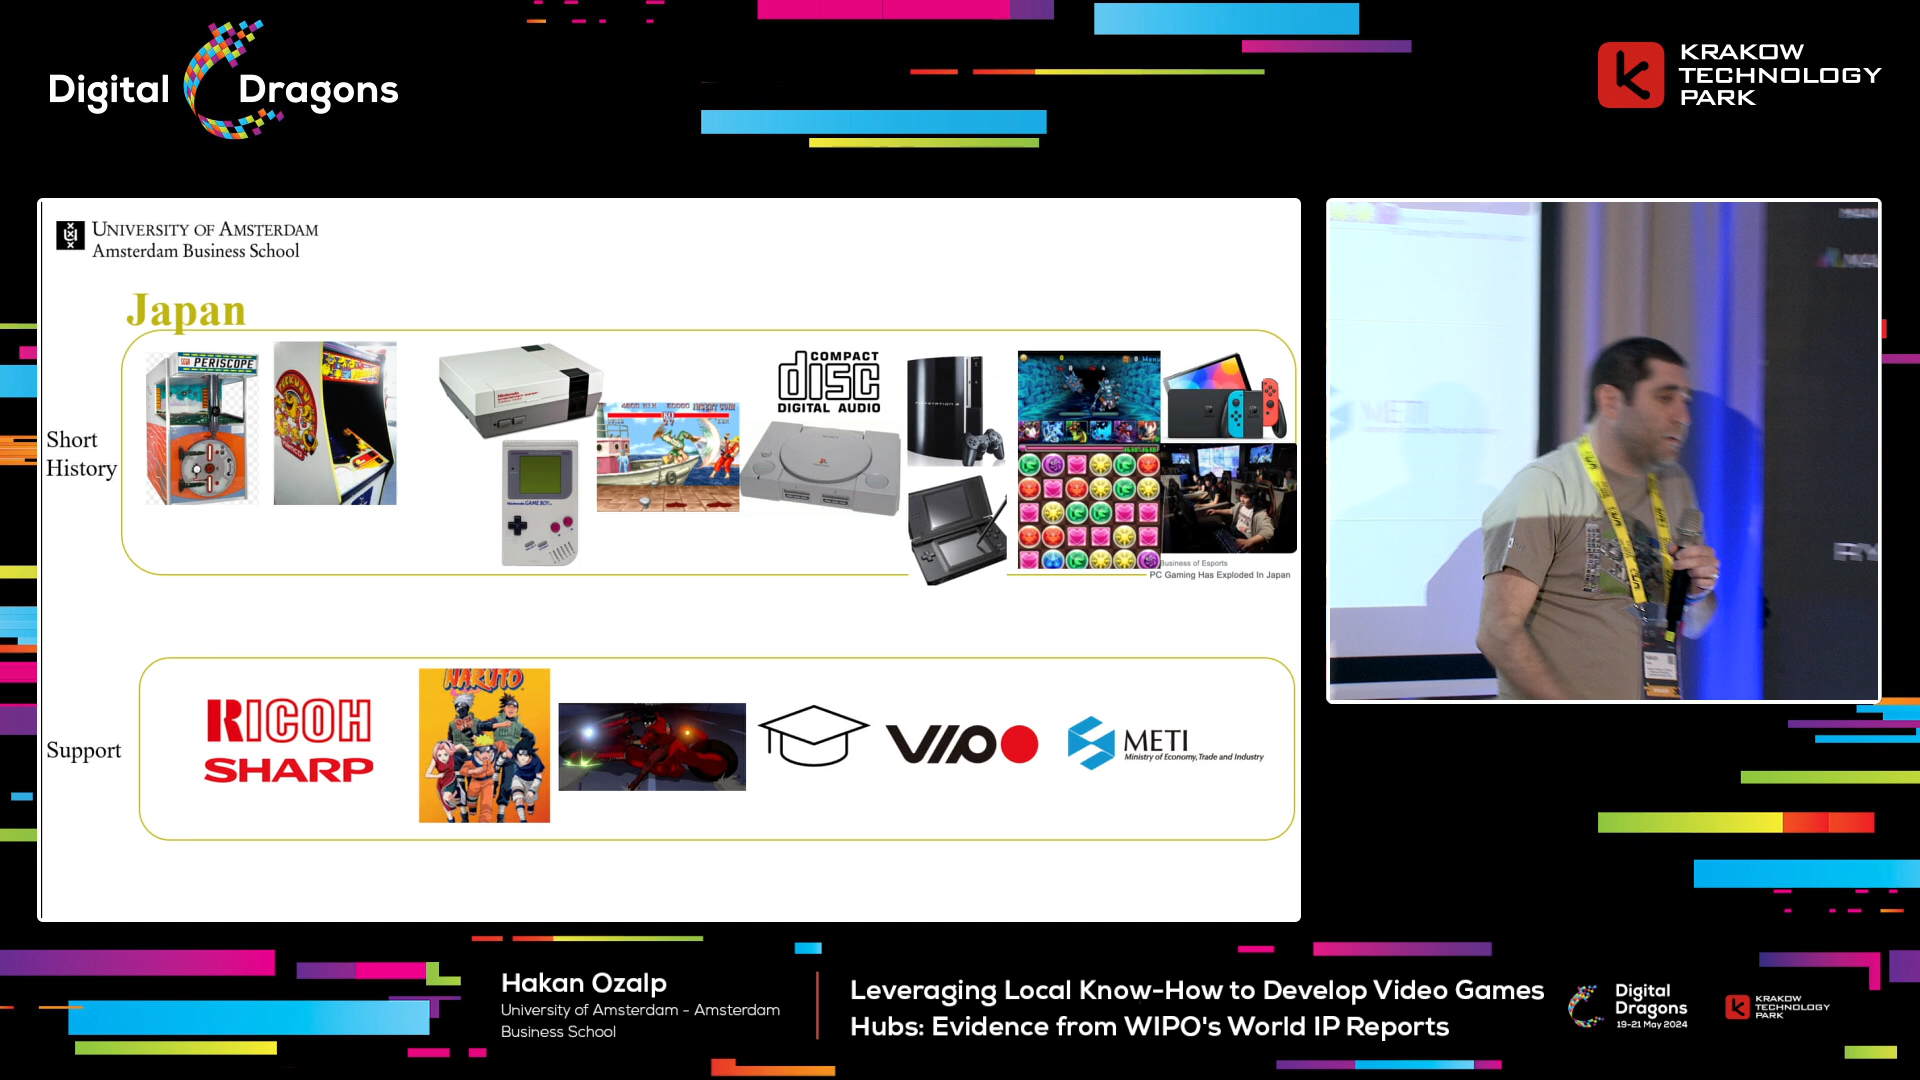 Digital Dragons
KRAKOW
TECHNOLOGY
PARK
UNIVERSITY OF AMSTERDAM
Amsterdam Business School
Japan
Short
History
PERISCOPE
COMPACT
disc
DIGITAL AUDIO
Nintendo GAME BOY
Business of Esports
PC Gaming Has Exploded In Japan
Support
RICOH
SHARP
NARUTO
VIPO
METI
Ministry of Economy, Trade and Industry
METI
Hakan Ozalp
University of Amsterdam - Amsterdam
Business School
Leveraging Local Know-How to Develop Video Games
Hubs: Evidence from WIPO's World IP Reports
Digital
Dragons
19-21 May 2024
KRAKOW
TECHNOLOGY
PARK